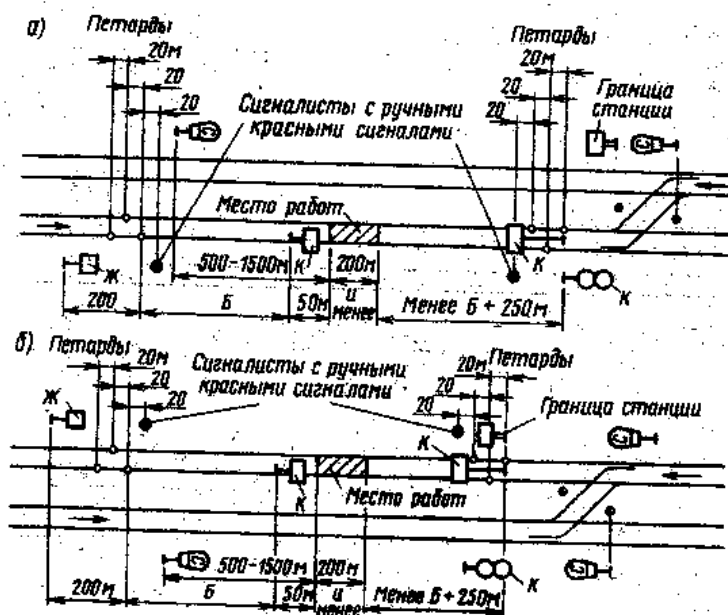 а)
Петарды
20м
20
20
Сигналисты с ручными
красными сигналами
Петарды
20м
20
20
Граница
станции
С
С
Место работ
К
К
Ж
500-1500м
200м
и
менее
К
200
Б
50м
Менее Б + 250м
б)
Петарды
20м
20
20
Ж
Сигналисты с ручными
красными сигналами
Петарды
20м
20
20
К
Граница станции
С
К
Место работ
С
500-1500м
200м
и
менее
С
К
200м
Б
50м
Менее Б+250м